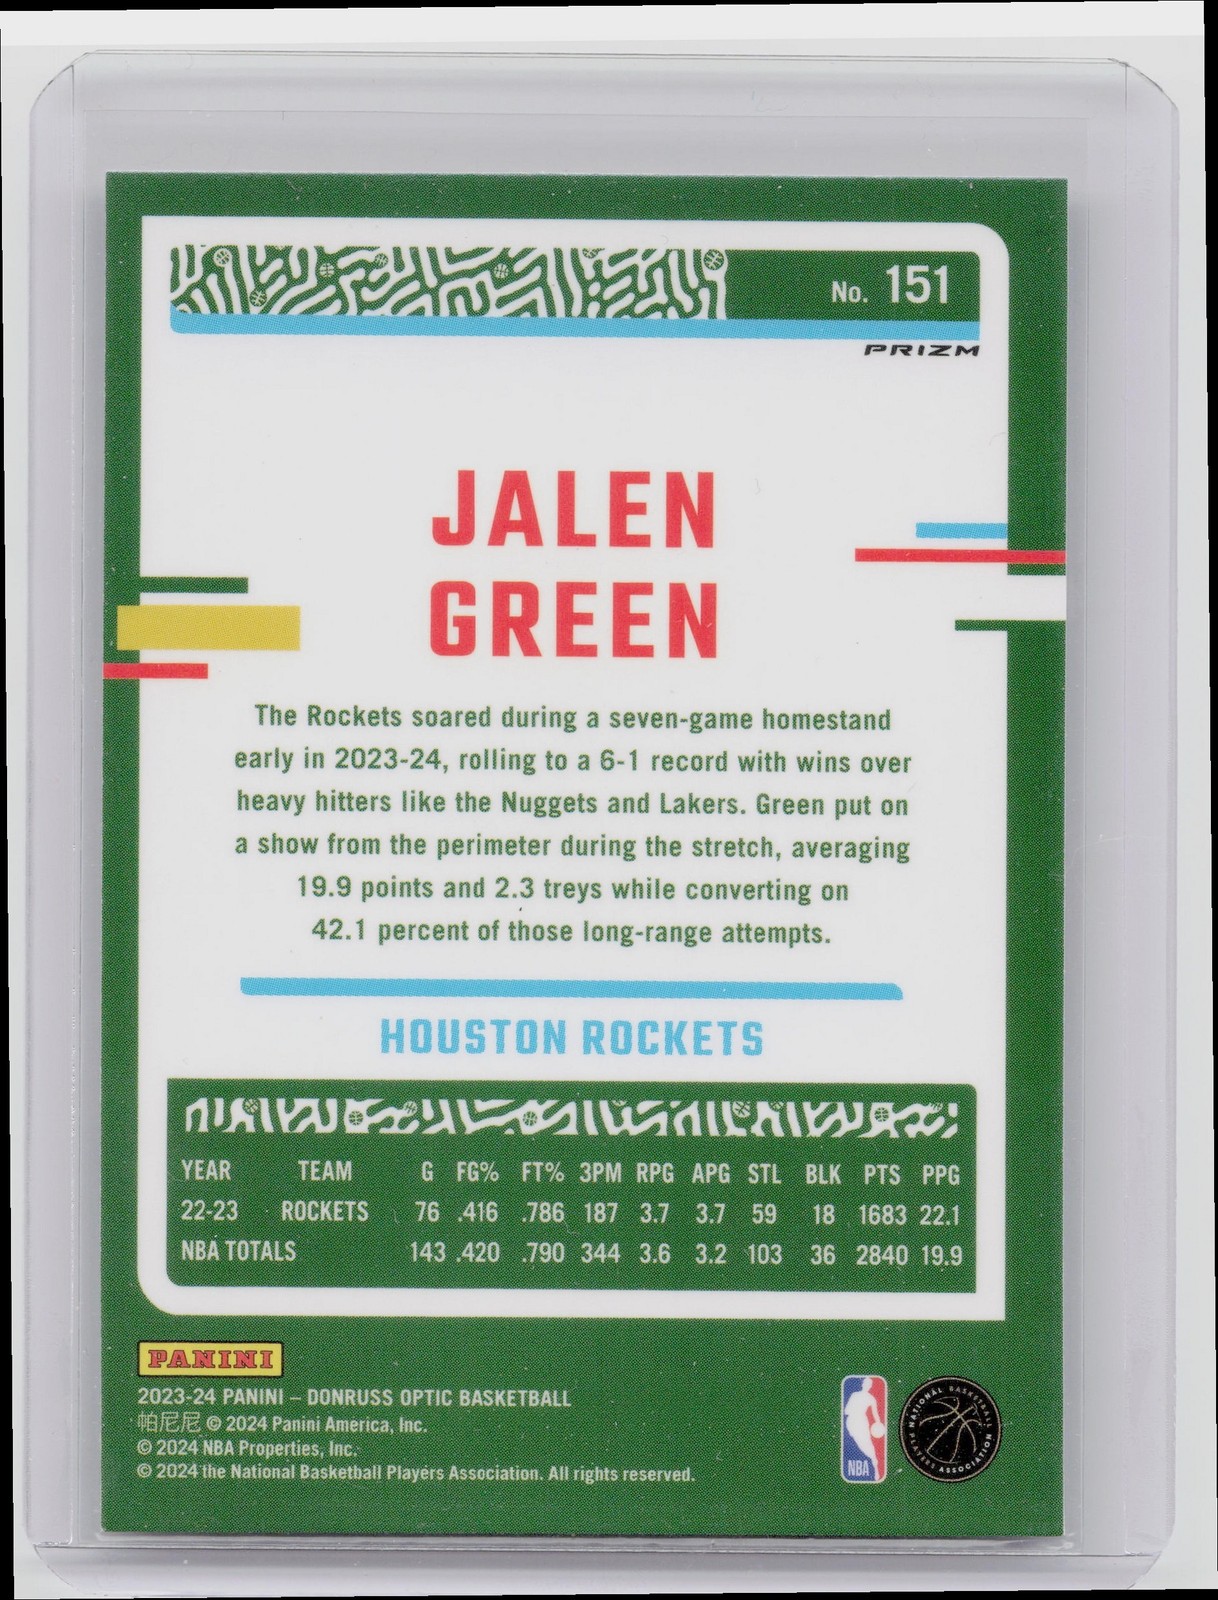 No. 151
PRIZM
JALEN
GREEN
The Rockets soared during a seven-game homestand
early in 2023-24, rolling to a 6-1 record with wins over
heavy hitters like the Nuggets and Lakers. Green put on
a show from the perimeter during the stretch, averaging
19.9 points and 2.3 treys while converting on
42.1 percent of those long-range attempts.
HOUSTON ROCKETS
YEAR TEAM G FG% FT% 3PM RPG APG STL BLK PTS PPG
22-23 ROCKETS 76 .416 .786 187 3.7 3.7 59 18 1683 22.1
NBA TOTALS 143 .420 .790 344 3.6 3.2 103 36 2840 19.9
PANINI
2023-24 PANINI – DONRUSS OPTIC BASKETBALL
帕尼尼 © 2024 Panini America, Inc.
© 2024 NBA Properties, Inc.
© 2024 the National Basketball Players Association. All rights reserved.
NBA
NATIONAL BASKETBALL PLAYERS ASSOCIATION